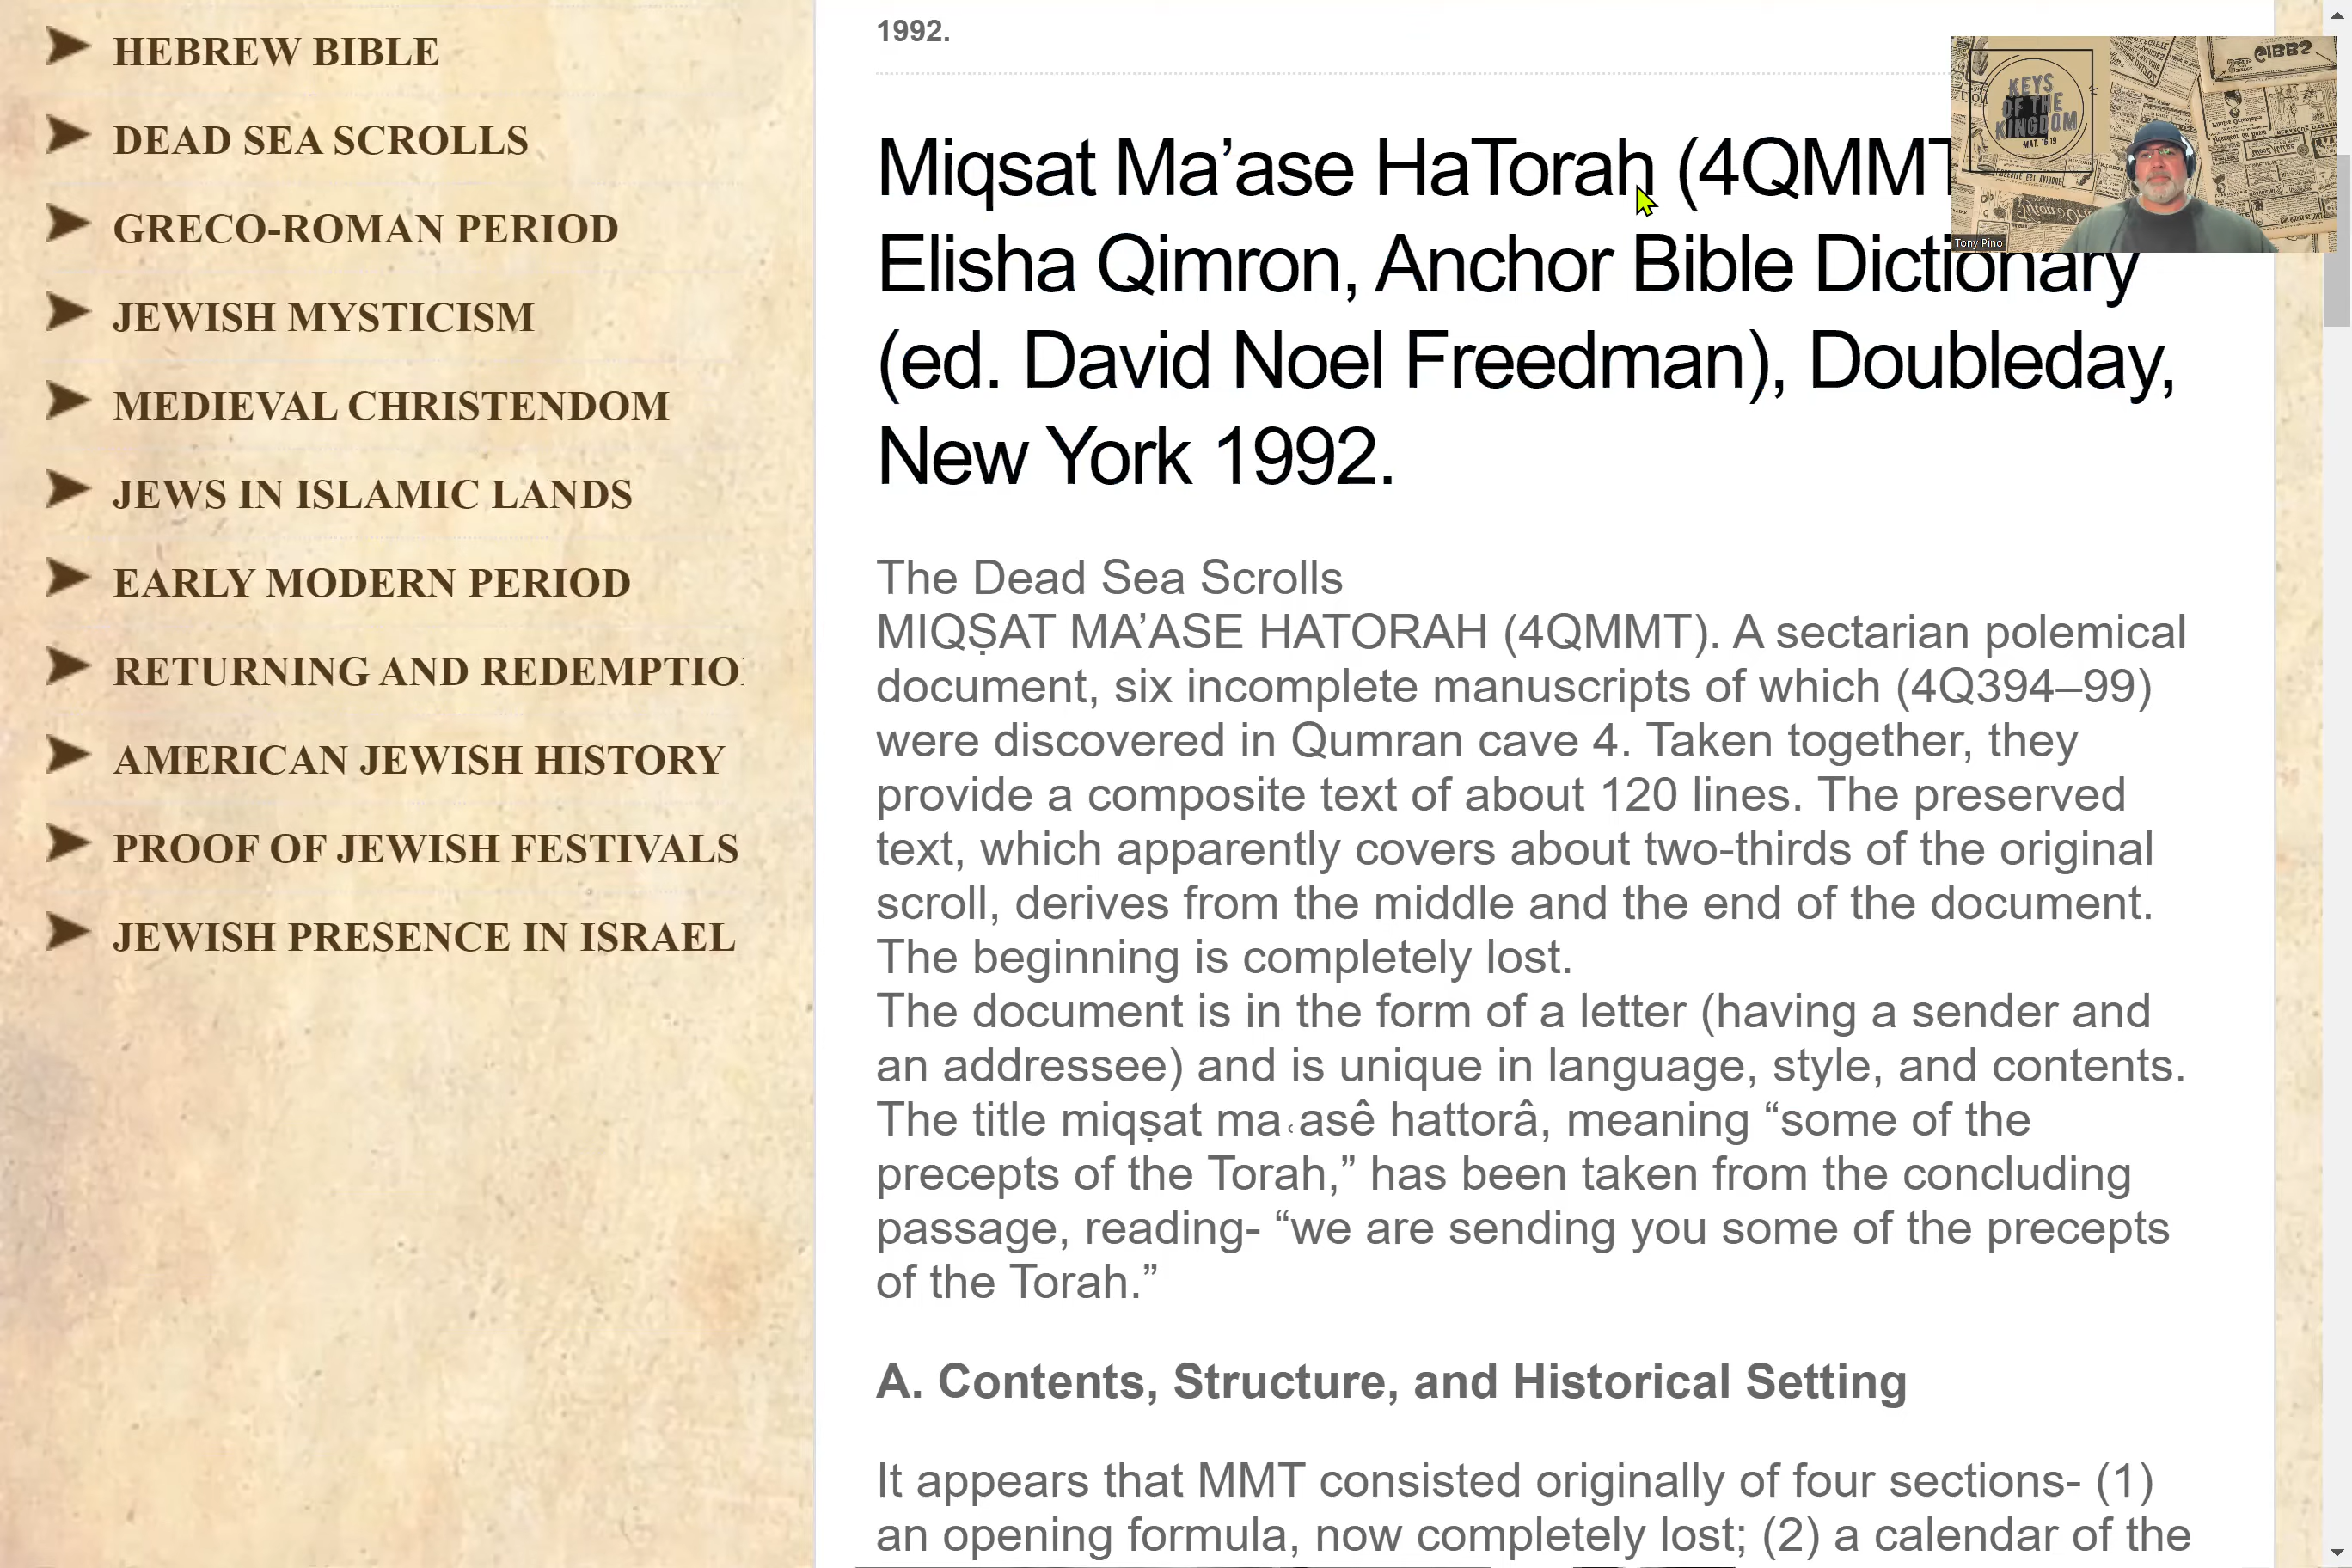 HEBREW BIBLE
DEAD SEA SCROLLS
GRECO-ROMAN PERIOD
JEWISH MYSTICISM
MEDIEVAL CHRISTENDOM
JEWS IN ISLAMIC LANDS
EARLY MODERN PERIOD
RETURNING AND REDEMPTIO
AMERICAN JEWISH HISTORY
PROOF OF JEWISH FESTIVALS
JEWISH PRESENCE IN ISRAEL
1992.
Miqsat Ma’ase HaTorah (4QMMT
Elisha Qimron, Anchor Bible Dictionary
(ed. David Noel Freedman), Doubleday,
New York 1992.
The Dead Sea Scrolls
MIQṢAT MA’ASE HATORAH (4QMMT). A sectarian polemical
document, six incomplete manuscripts of which (4Q394–99)
were discovered in Qumran cave 4. Taken together, they
provide a composite text of about 120 lines. The preserved
text, which apparently covers about two-thirds of the original
scroll, derives from the middle and the end of the document.
The beginning is completely lost.
The document is in the form of a letter (having a sender and
an addressee) and is unique in language, style, and contents.
The title miqṣat ma˓asê hattorâ, meaning “some of the
precepts of the Torah,” has been taken from the concluding
passage, reading- “we are sending you some of the precepts
of the Torah.”
A. Contents, Structure, and Historical Setting
It appears that MMT consisted originally of four sections- (1)
an opening formula, now completely lost; (2) a calendar of the
KEYS
OF THE
KINGDOM
MAT. 16:19
GIBBS
Tony Pino